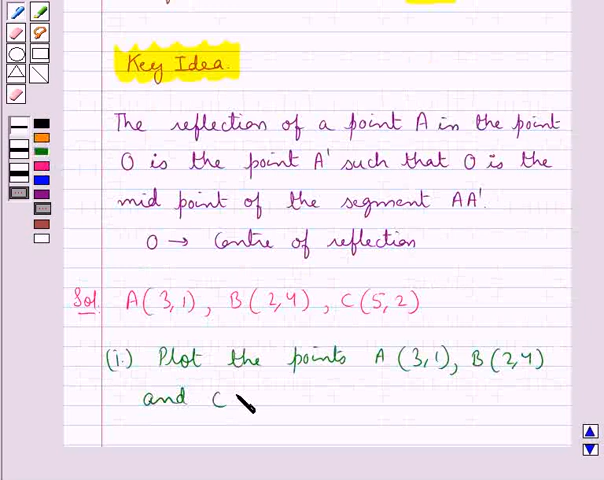 Key Idea.
The reflection of a point A in the point
O is the point A' such that O is the
mid point of the segment AA'.
O → Centre of reflection
Sol. A(3,1), B(2,4), C(5,2)
(i.) Plot the points A (3,1), B(2,4)
and C